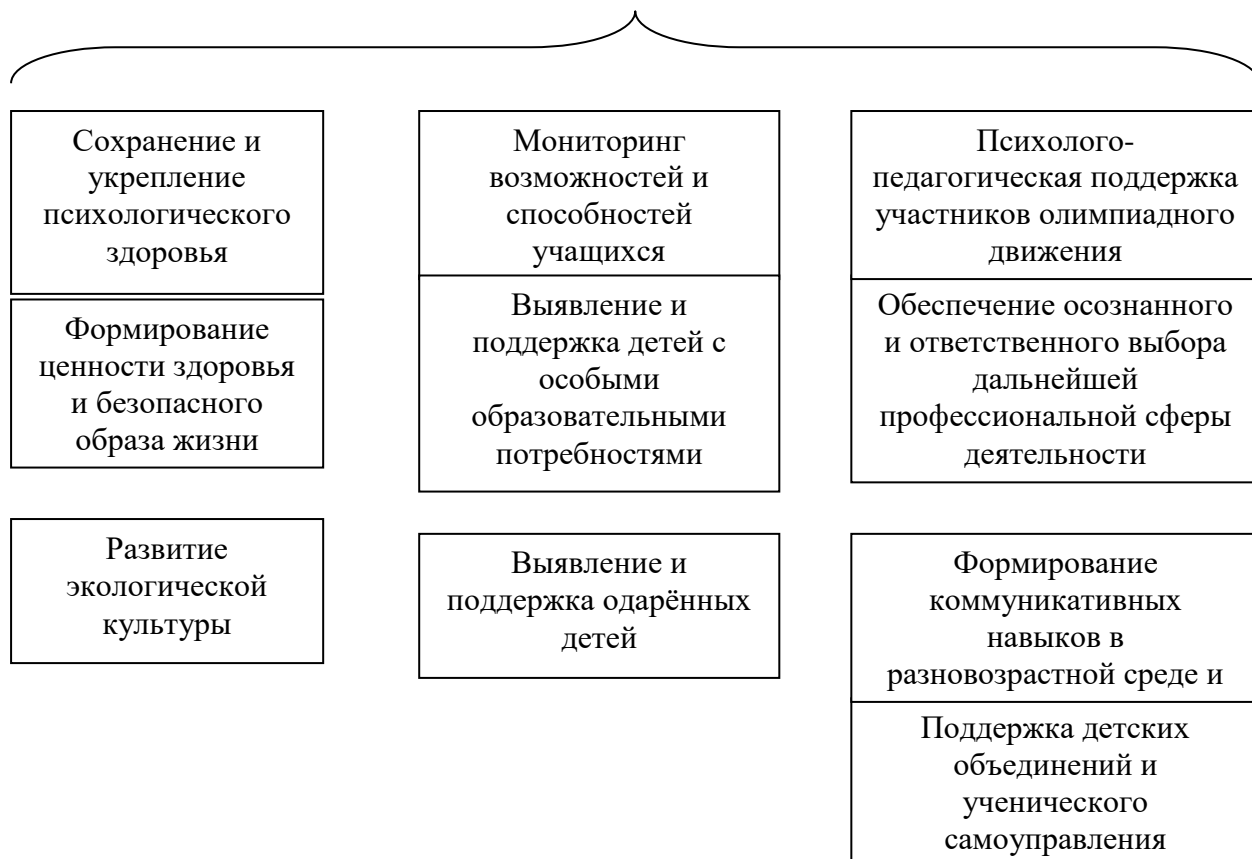 Сохранение и
укрепление
психологического
здоровья
Формирование
ценности здоровья
и безопасного
образа жизни
Развитие
экологической
культуры
Мониторинг
возможностей и
способностей
учащихся
Выявление и
поддержка детей с
особыми
образовательными
потребностями
Выявление и
поддержка одарённых
детей
Психолого-
педагогическая поддержка
участников олимпиадного
движения
Обеспечение осознанного
и ответственного выбора
дальнейшей
профессиональной сферы
деятельности
Формирование
коммуникативных
навыков в
разновозрастной среде и
Поддержка детских
объединений и
ученического
самоуправления